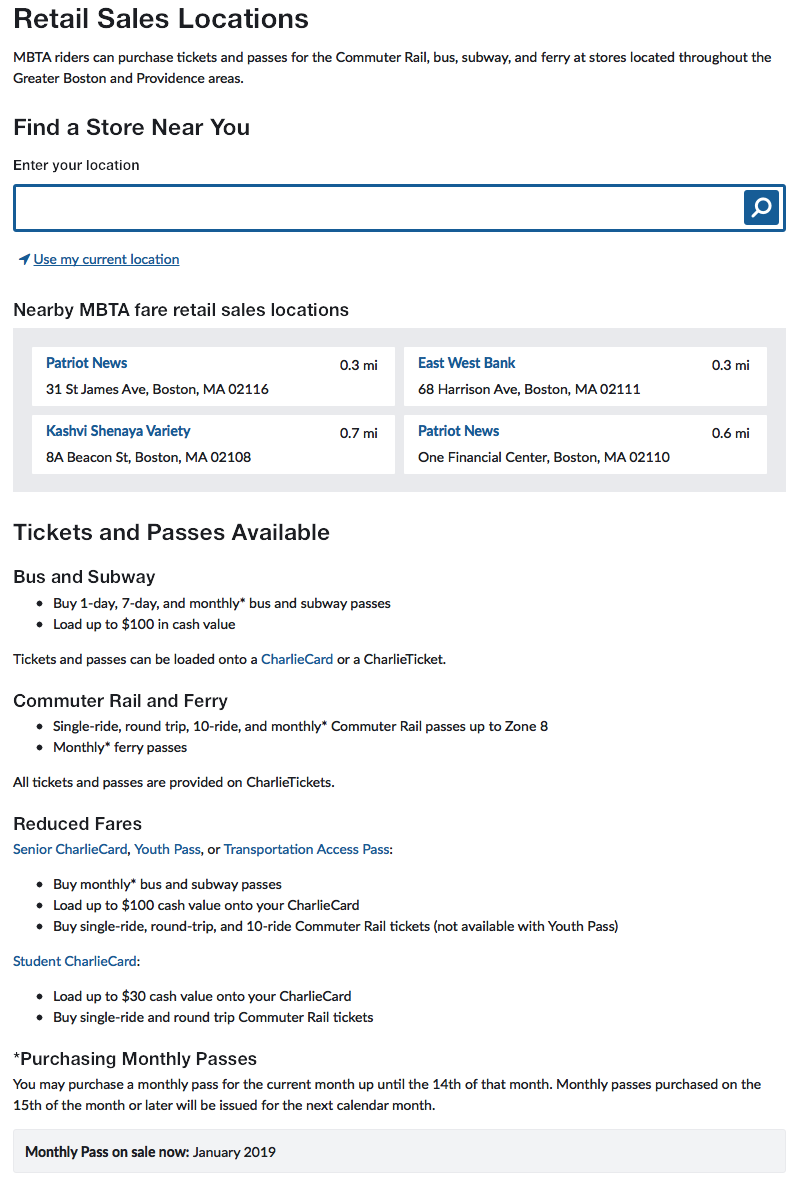 Retail Sales Locations
MBTA riders can purchase tickets and passes for the Commuter Rail, bus, subway, and ferry at stores located throughout the
Greater Boston and Providence areas.
Find a Store Near You
Enter your location
Use my current location
Nearby MBTA fare retail sales locations
Patriot News 0.3 mi
31 St James Ave, Boston, MA 02116
East West Bank 0.3 mi
68 Harrison Ave, Boston, MA 02111
Kashvi Shenaya Variety 0.7 mi
8A Beacon St, Boston, MA 02108
Patriot News 0.6 mi
One Financial Center, Boston, MA 02110
Tickets and Passes Available
Bus and Subway
• Buy 1-day, 7-day, and monthly* bus and subway passes
• Load up to $100 in cash value
Tickets and passes can be loaded onto a CharlieCard or a CharlieTicket.
Commuter Rail and Ferry
• Single-ride, round trip, 10-ride, and monthly* Commuter Rail passes up to Zone 8
• Monthly* ferry passes
All tickets and passes are provided on CharlieTickets.
Reduced Fares
Senior CharlieCard, Youth Pass, or Transportation Access Pass:
• Buy monthly* bus and subway passes
• Load up to $100 cash value onto your CharlieCard
• Buy single-ride, round-trip, and 10-ride Commuter Rail tickets (not available with Youth Pass)
Student CharlieCard:
• Load up to $30 cash value onto your CharlieCard
• Buy single-ride and round trip Commuter Rail tickets
*Purchasing Monthly Passes
You may purchase a monthly pass for the current month up until the 14th of that month. Monthly passes purchased on the
15th of the month or later will be issued for the next calendar month.
Monthly Pass on sale now: January 2019